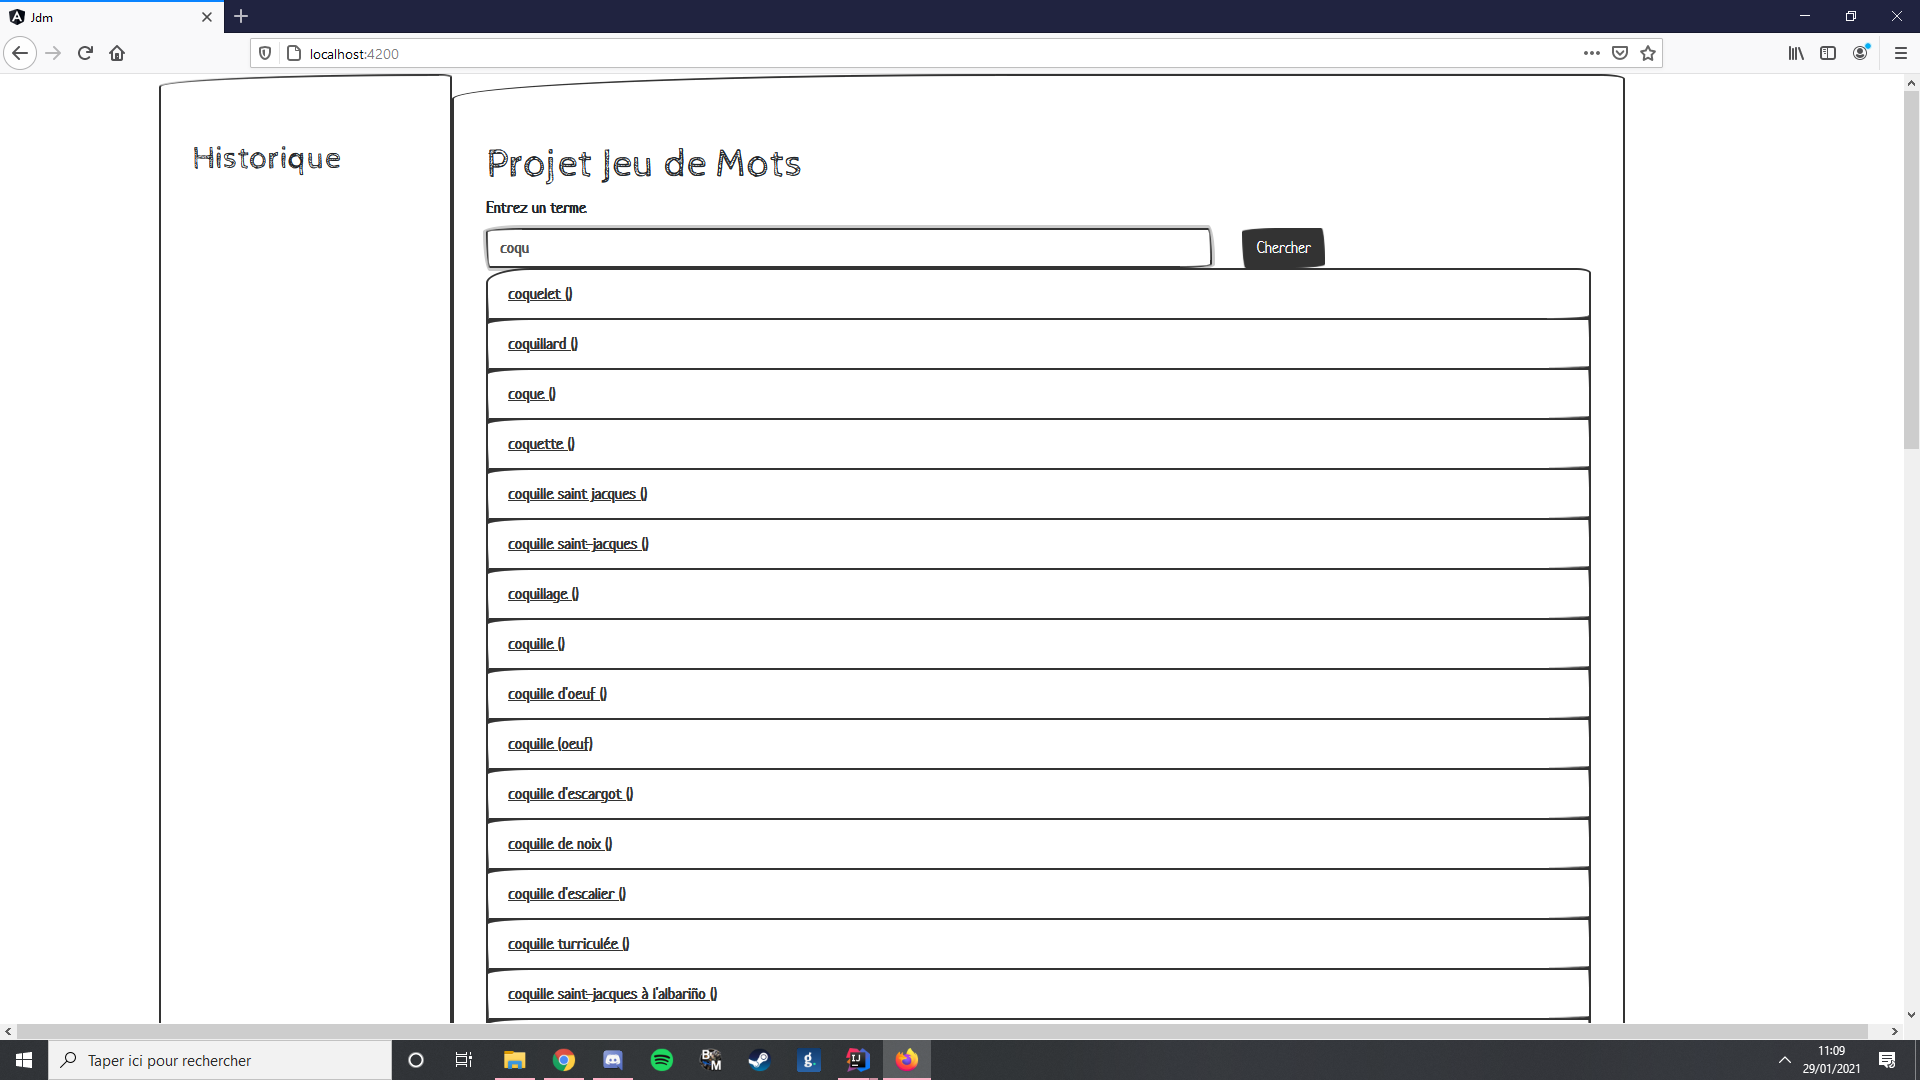 Jdm
localhost:4200
Historique
Projet Jeu de Mots
Entrez un terme
coqu
Chercher
coquelet ()
coquillard ()
coque ()
coquette ()
coquille saint jacques ()
coquille saint-jacques ()
coquillage ()
coquille ()
coquille d'oeuf ()
coquille (oeuf)
coquille d'escargot ()
coquille de noix ()
coquille d'escalier ()
coquille turriculée ()
coquille saint-jacques à l'albariño ()
Taper ici pour rechercher
11:09
29/01/2021